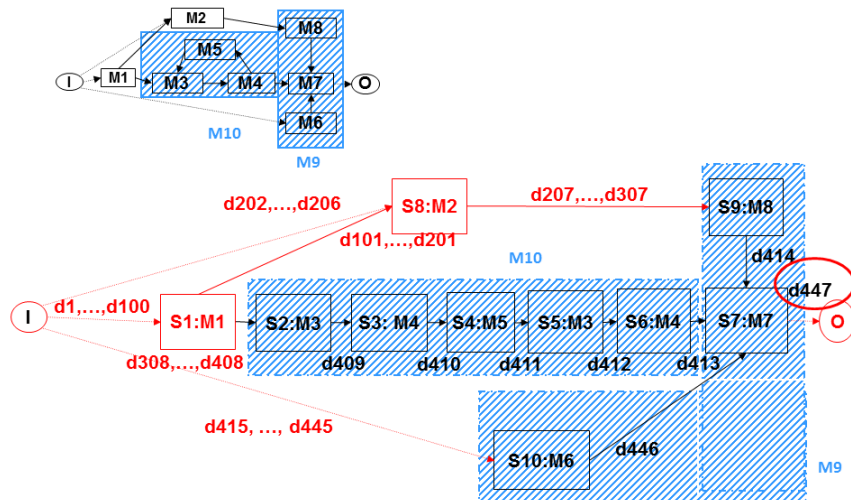 M2
M8
M5
I
M1
M3
M4
M7
O
M6
M10
M9
d202,…,d206
S8:M2
d207,…,d307
S9:M8
d101,…,d201
d414
M10
d447
I
d1,…,d100
S1:M1
S2:M3
S3: M4
S4:M5
S5:M3
S6:M4
S7:M7
O
d308,…,d408
d409
d410
d411
d412
d413
d415, …, d445
S10:M6
d446
M9